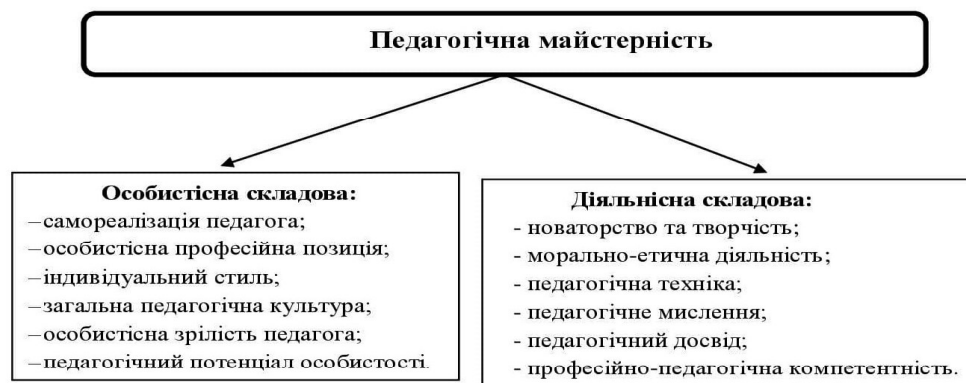 Педагогічна майстерність
Особистісна складова:
–самореалізація педагога;
–особистісна професійна позиція;
–індивідуальний стиль;
–загальна педагогічна культура;
–особистісна зрілість педагога;
–педагогічний потенціал особистості.
Діяльнісна складова:
- новаторство та творчість;
- морально-етична діяльність;
- педагогічна техніка;
- педагогічне мислення;
- педагогічний досвід;
- професійно-педагогічна компетентність.